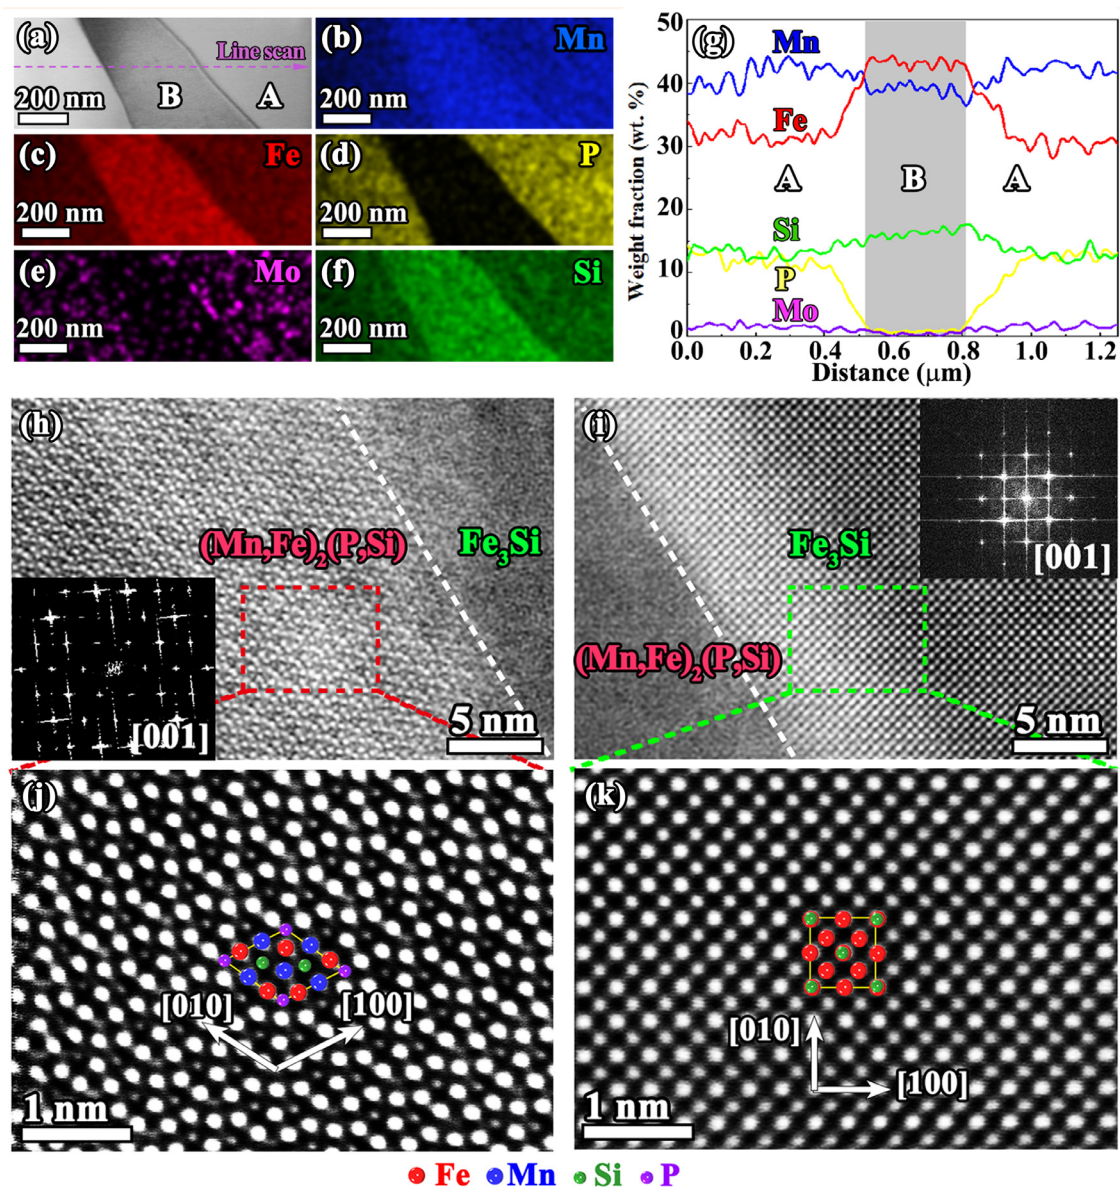 (a)
Line scan
B
A
200 nm
(b)
Mn
200 nm
(c)
Fe
200 nm
(d)
P
200 nm
(e)
Mo
200 nm
(f)
Si
200 nm
(g)
Weight fraction (wt. %)
50
40
30
20
10
0
Mn
Fe
A
B
A
Si
P
Mo
0.0 0.2 0.4 0.6 0.8 1.0 1.2
Distance (μm)
(h)
(Mn,Fe)₂(P,Si)
Fe₃Si
[001]
5 nm
(i)
Fe₃Si
[001]
(Mn,Fe)₂(P,Si)
5 nm
(j)
[010]
[100]
1 nm
(k)
[010]
[100]
1 nm
Fe Mn Si P